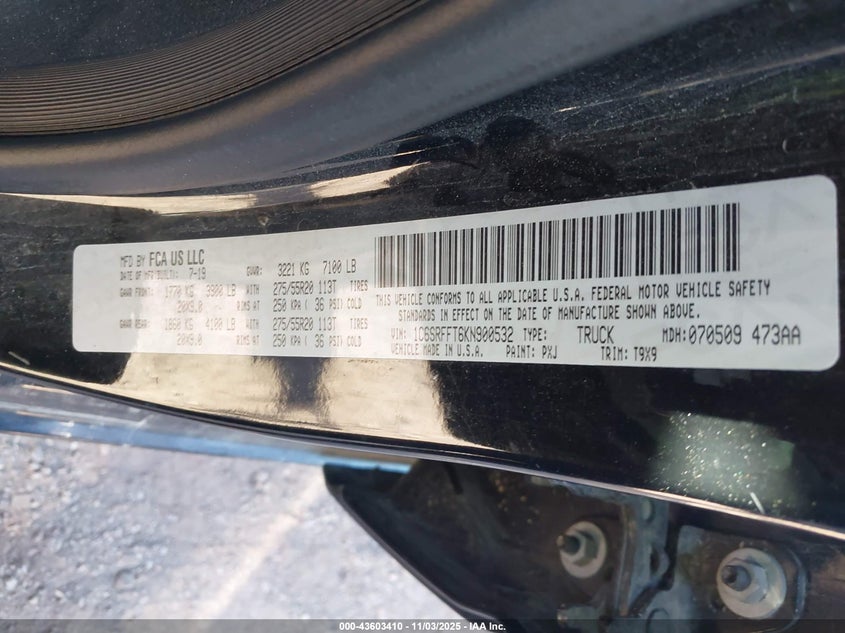 MFD BY FCA US LLC
DATE OF MFR(BUILT): 7-19 GVWR: 3221 KG 7100 LB
GAWR FRONT: 1770 KG 3900 LB WITH 275/55R20 113T TIRES
20X9.0 RIMS AT 250 KPA ( 36 PSI) COLD
GAWR REAR: 1860 KG 4100 LB WITH 275/55R20 113T TIRES
20X9.0 RIMS AT 250 KPA ( 36 PSI) COLD
THIS VEHICLE CONFORMS TO ALL APPLICABLE U.S.A. FEDERAL MOTOR VEHICLE SAFETY
STANDARDS IN EFFECT ON THE DATE OF MANUFACTURE SHOWN ABOVE.
VIN: 1C6SRFFT6KN900532 TYPE: TRUCK MDH: 070509 473AA
VEHICLE MADE IN U.S.A. PAINT: PXJ TRIM: T9X9
000-43603410 - 11/03/2025 - IAA Inc.